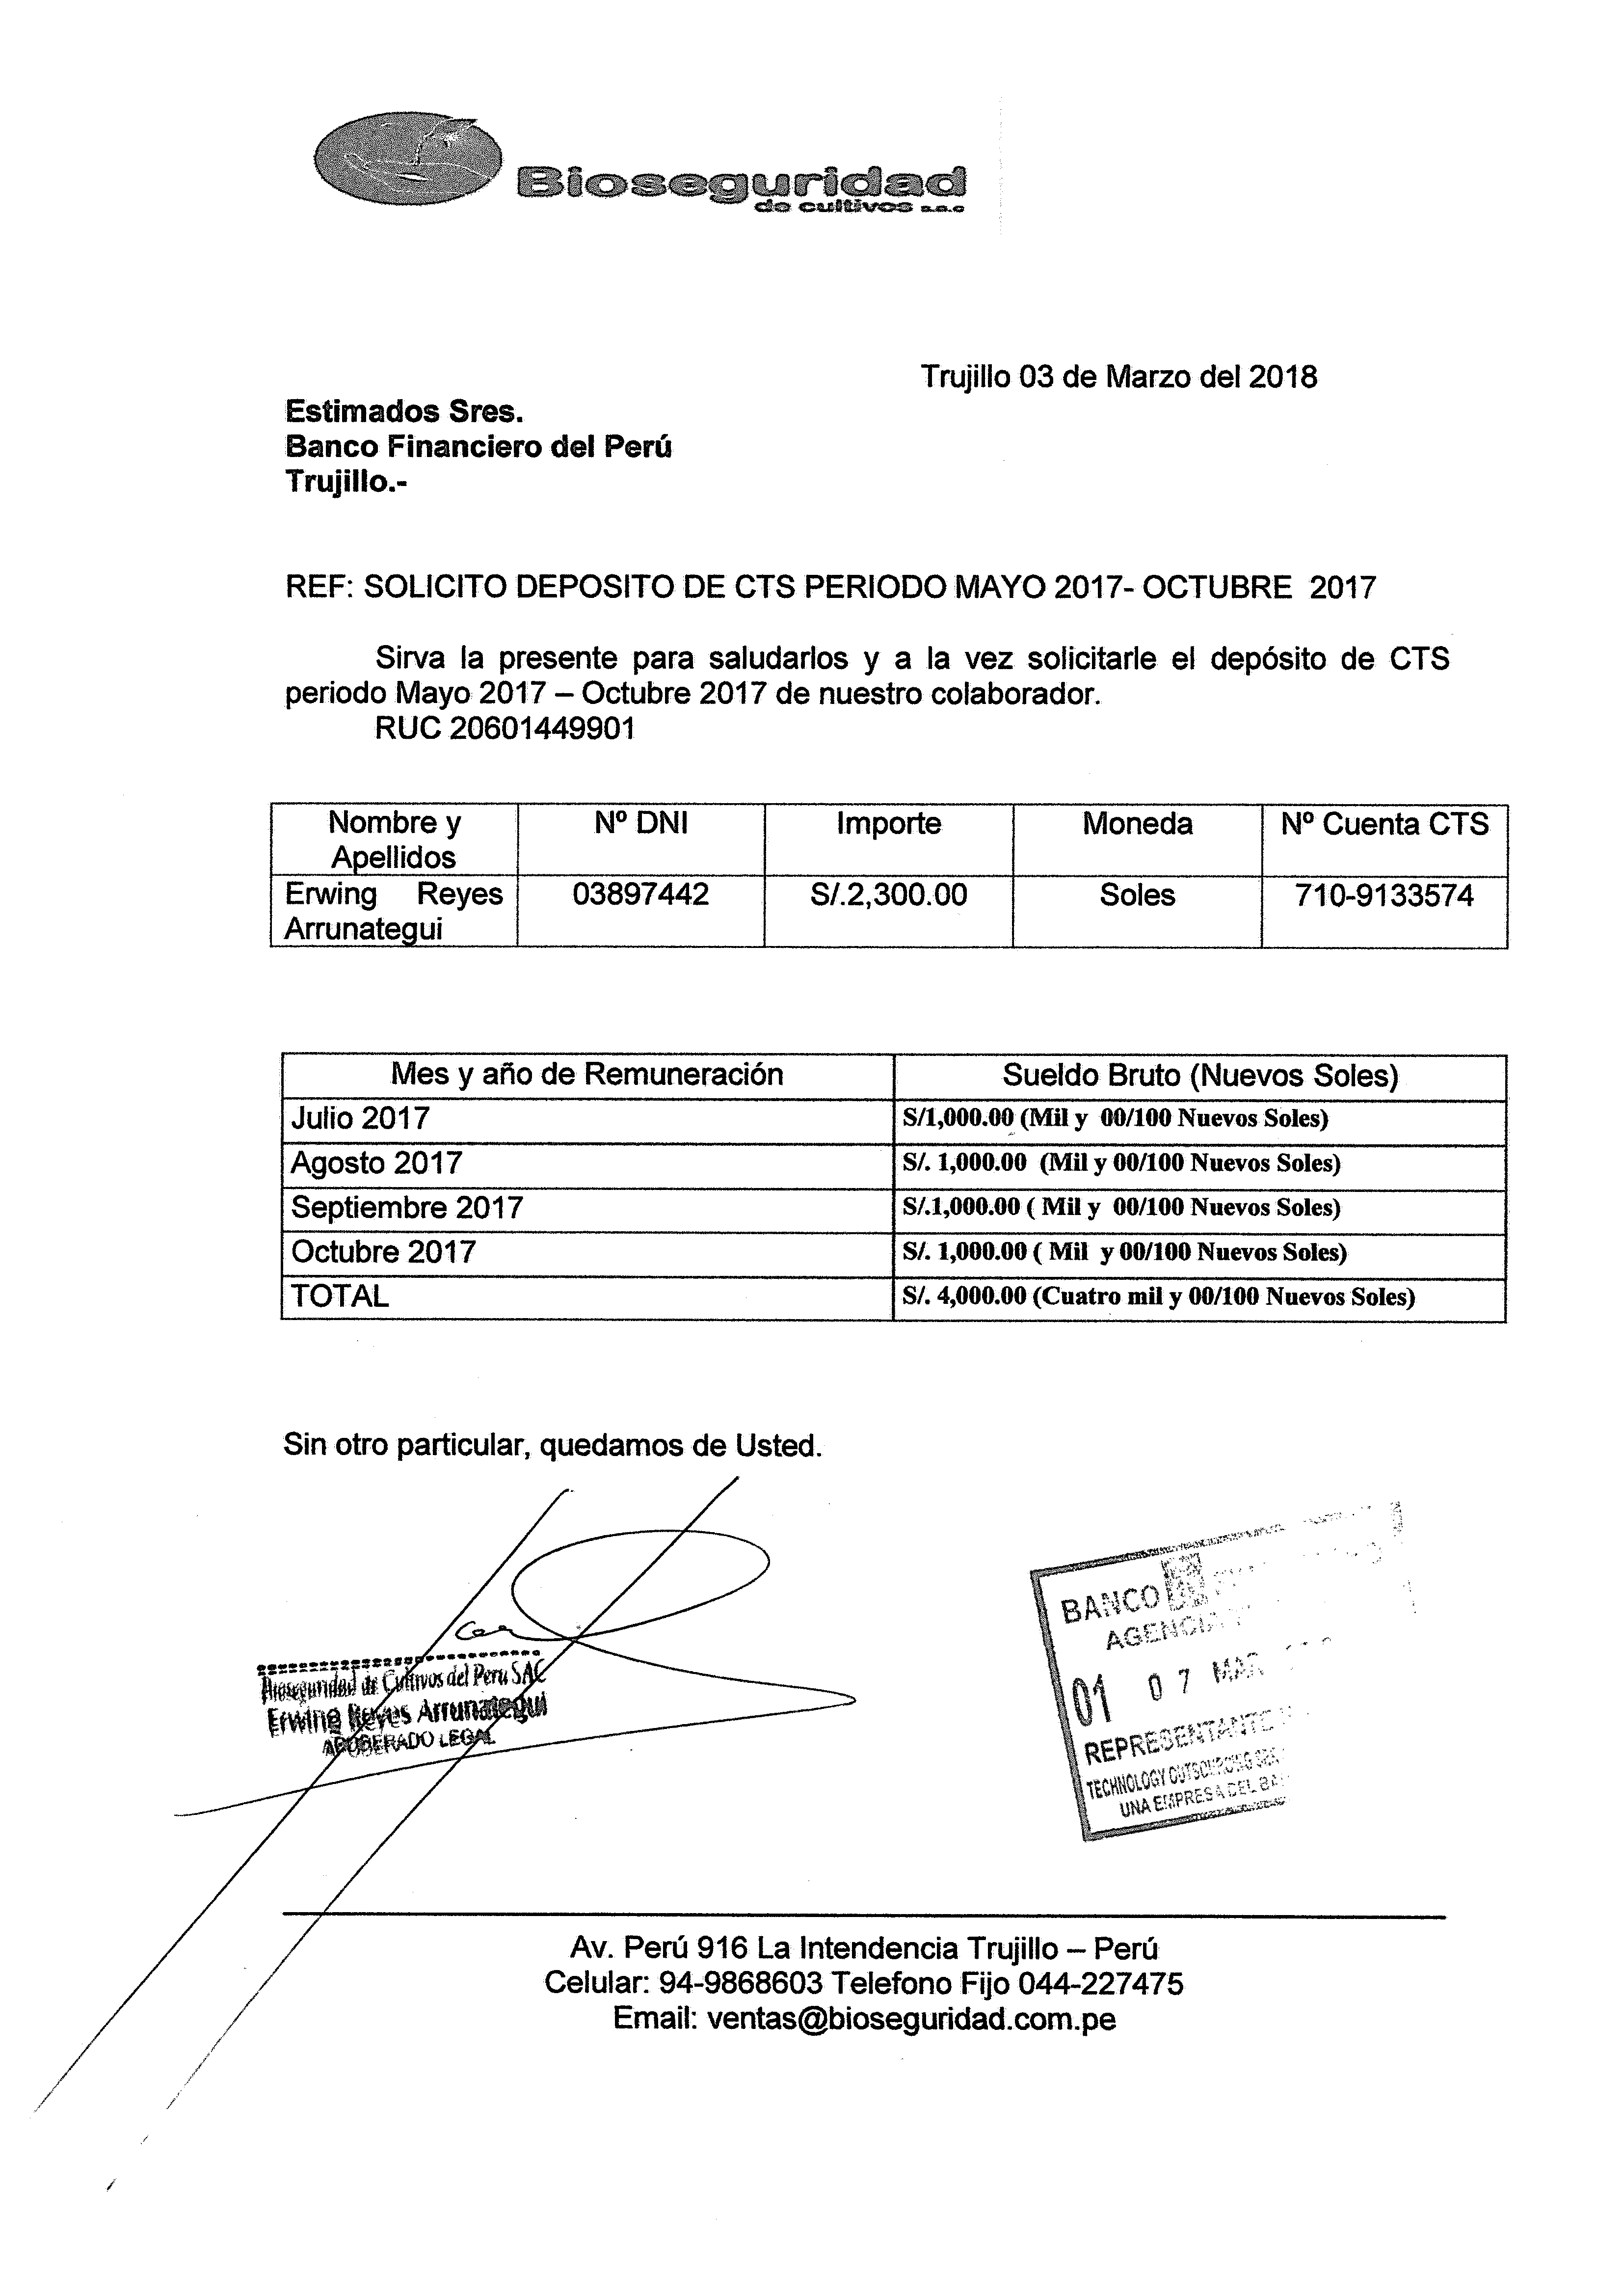 Bioseguridad
de cultivos s.a.c
Trujillo 03 de Marzo del 2018
Estimados Sres.
Banco Financiero del Perú
Trujillo.-
REF: SOLICITO DEPOSITO DE CTS PERIODO MAYO 2017- OCTUBRE 2017
Sirva la presente para saludarlos y a la vez solicitarle el depósito de CTS
periodo Mayo 2017 – Octubre 2017 de nuestro colaborador.
RUC 20601449901
Nombre y Apellidos Nº DNI Importe Moneda Nº Cuenta CTS
Erwing Reyes Arrunategui 03897442 S/.2,300.00 Soles 710-9133574
Mes y año de Remuneración Sueldo Bruto (Nuevos Soles)
Julio 2017 S/1,000.00 (Mil y 00/100 Nuevos Soles)
Agosto 2017 S/. 1,000.00 (Mil y 00/100 Nuevos Soles)
Septiembre 2017 S/.1,000.00 ( Mil y 00/100 Nuevos Soles)
Octubre 2017 S/. 1,000.00 ( Mil y 00/100 Nuevos Soles)
TOTAL S/. 4,000.00 (Cuatro mil y 00/100 Nuevos Soles)
Sin otro particular, quedamos de Usted.
Bioseguridad de Cultivos del Peru SAC
Erwing Reyes Arrunategui
APODERADO LEGAL
BANCO
AGENCIA
01 07 MAR
REPRESENTANTE
TECHNOLOGY OUTSOURCING
UNA EMPRESA DEL
Av. Perú 916 La Intendencia Trujillo – Perú
Celular: 94-9868603 Telefono Fijo 044-227475
Email: ventas@bioseguridad.com.pe